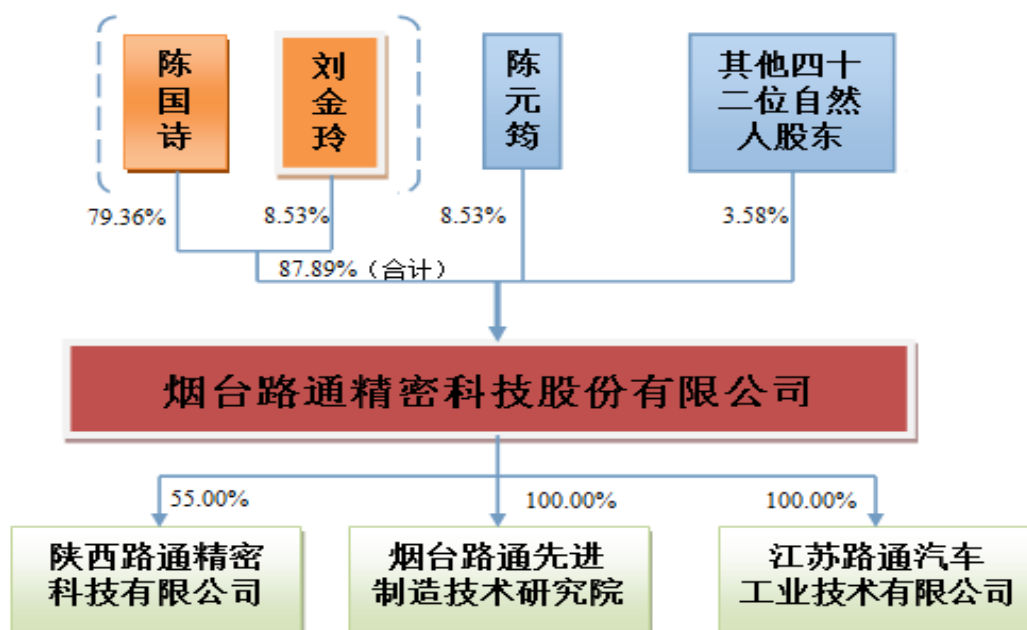 陈国诗
刘金玲
陈元筠
其他四十
二位自然
人股东
79.36%
8.53%
8.53%
3.58%
87.89%（合计）
烟台路通精密科技股份有限公司
55.00%
100.00%
100.00%
陕西路通精密
科技有限公司
烟台路通先进
制造技术研究院
江苏路通汽车
工业技术有限公司